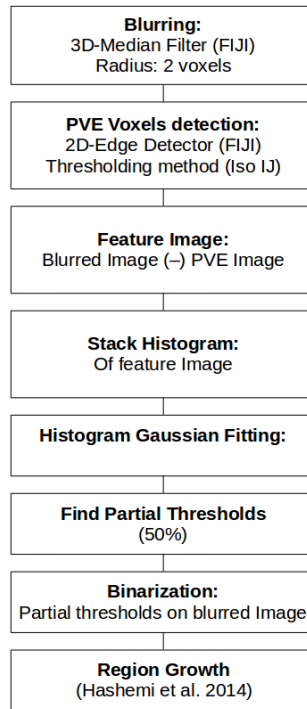 Blurring:
3D-Median Filter (FIJI)
Radius: 2 voxels
PVE Voxels detection:
2D-Edge Detector (FIJI)
Thresholding method (Iso IJ)
Feature Image:
Blurred Image (–) PVE Image
Stack Histogram:
Of feature Image
Histogram Gaussian Fitting:
Find Partial Thresholds
(50%)
Binarization:
Partial thresholds on blurred Image
Region Growth
(Hashemi et al. 2014)